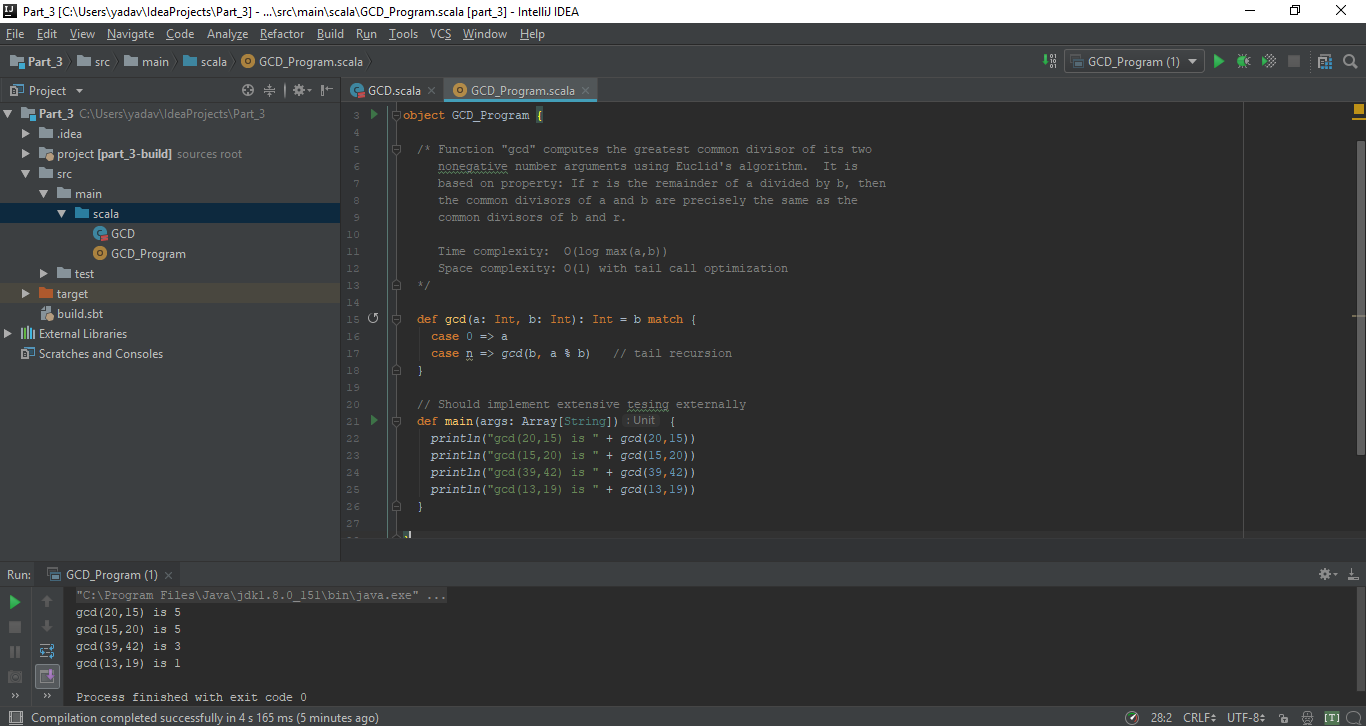 Part_3 [C:\Users\yadav\IdeaProjects\Part_3] - ...\src\main\scala\GCD_Program.scala [part_3] - IntelliJ IDEA
File Edit View Navigate Code Analyze Refactor Build Run Tools VCS Window Help
Part_3 src main scala GCD_Program.scala
GCD_Program (1)
Project
GCD.scala GCD_Program.scala
Part_3 C:\Users\yadav\IdeaProjects\Part_3
.idea
project [part_3-build] sources root
src
main
scala
GCD
GCD_Program
test
target
build.sbt
External Libraries
Scratches and Consoles
3 object GCD_Program {
4
5 /* Function "gcd" computes the greatest common divisor of its two
6 nonegative number arguments using Euclid's algorithm. It is
7 based on property: If r is the remainder of a divided by b, then
8 the common divisors of a and b are precisely the same as the
9 common divisors of b and r.
10
11 Time complexity: O(log max(a,b))
12 Space complexity: O(1) with tail call optimization
13 */
14
15 def gcd(a: Int, b: Int): Int = b match {
16 case 0 => a
17 case n => gcd(b, a % b) // tail recursion
18 }
19
20 // Should implement extensive tesing externally
21 def main(args: Array[String]) : Unit {
22 println("gcd(20,15) is " + gcd(20,15))
23 println("gcd(15,20) is " + gcd(15,20))
24 println("gcd(39,42) is " + gcd(39,42))
25 println("gcd(13,19) is " + gcd(13,19))
26 }
27
Run: GCD_Program (1)
"C:\Program Files\Java\jdk1.8.0_151\bin\java.exe" ...
gcd(20,15) is 5
gcd(15,20) is 5
gcd(39,42) is 3
gcd(13,19) is 1
Process finished with exit code 0
Compilation completed successfully in 4 s 165 ms (5 minutes ago)
28:2 CRLF UTF-8 [T]